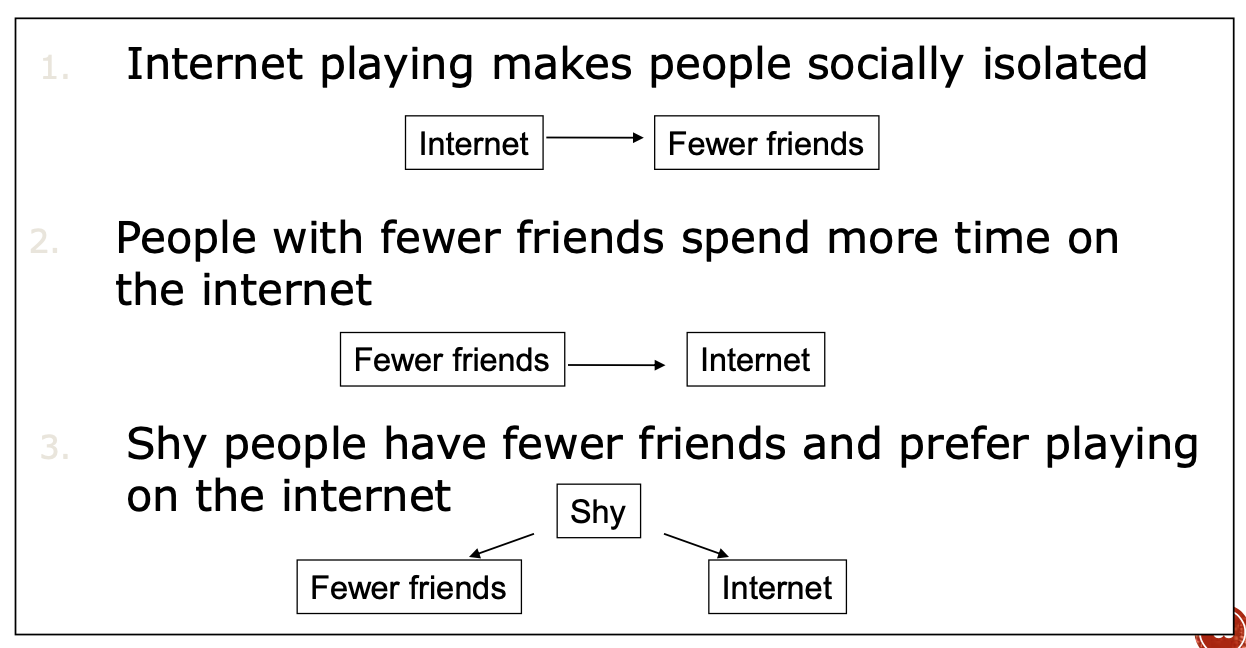 1. Internet playing makes people socially isolated
Internet
Fewer friends
2. People with fewer friends spend more time on
the internet
Fewer friends
Internet
3. Shy people have fewer friends and prefer playing
on the internet
Shy
Fewer friends
Internet